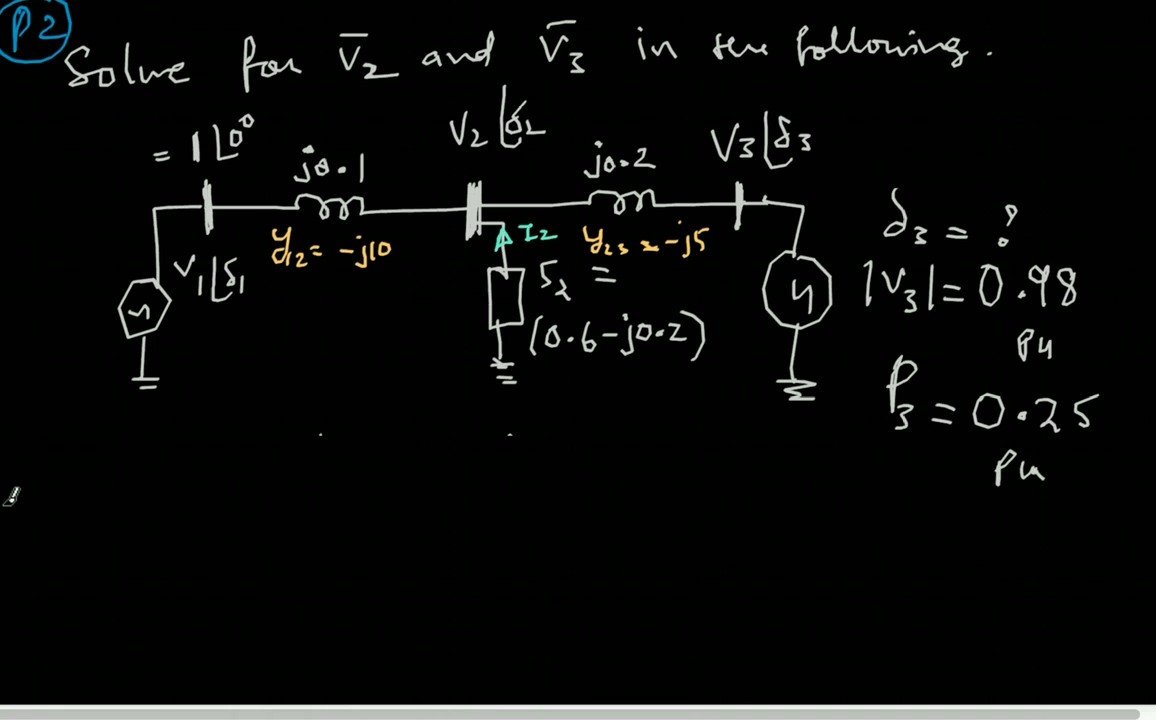 P2
Solve for V̄2 and V̄3 in the following.
= 1∠0°
V2∠δ2
V3∠δ3
j0.1
j0.2
δ3 = ?
I2
y12 = -j10
y23 = -j5
V1∠δ1
S2 =
(0.6-j0.2)
|V3| = 0.98
pu
P3 = 0.25
pu